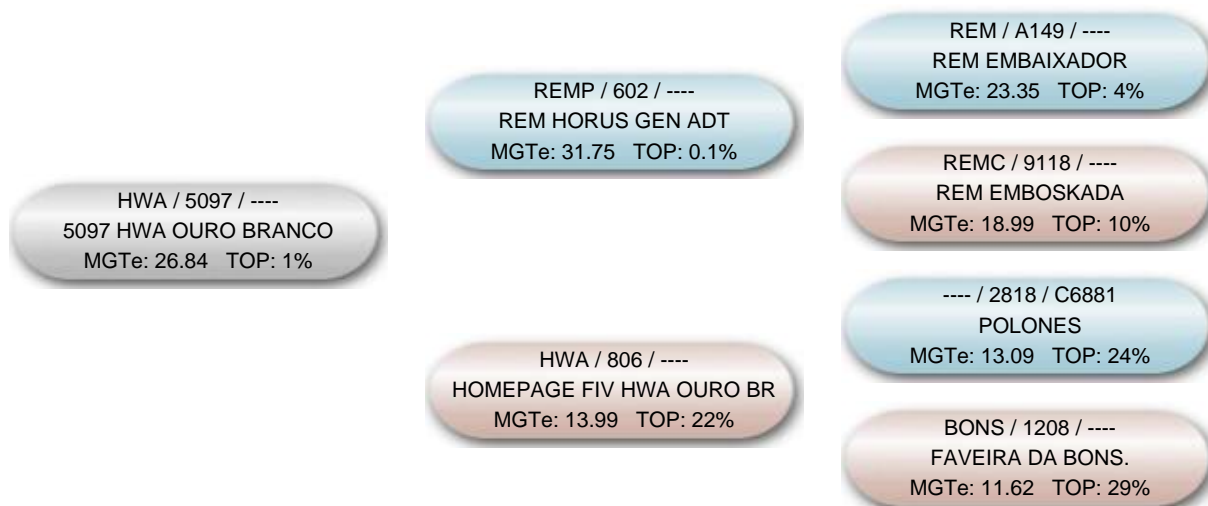 HWA / 5097 / ----
5097 HWA OURO BRANCO
MGTe: 26.84 TOP: 1%
REMP / 602 / ----
REM HORUS GEN ADT
MGTe: 31.75 TOP: 0.1%
HWA / 806 / ----
HOMEPAGE FIV HWA OURO BR
MGTe: 13.99 TOP: 22%
REM / A149 / ----
REM EMBAIXADOR
MGTe: 23.35 TOP: 4%
REMC / 9118 / ----
REM EMBOSKADA
MGTe: 18.99 TOP: 10%
---- / 2818 / C6881
POLONES
MGTe: 13.09 TOP: 24%
BONS / 1208 / ----
FAVEIRA DA BONS.
MGTe: 11.62 TOP: 29%